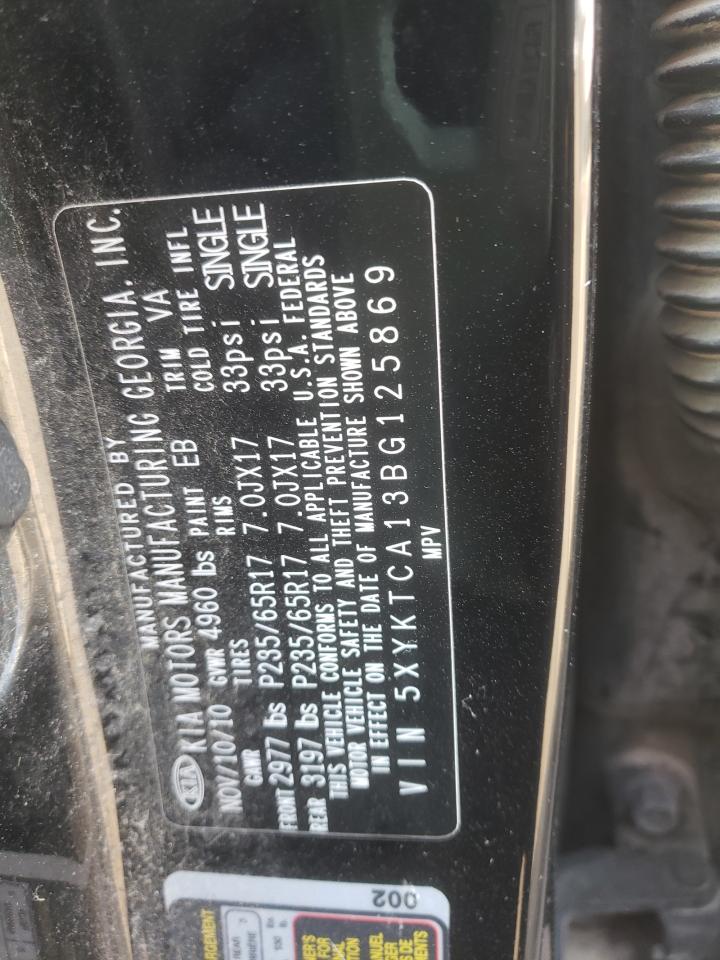 MANUFACTURED BY
KIA KIA MOTORS MANUFACTURING GEORGIA, INC.
NOV/10/10 GVWR 4960 lbs PAINT EB TRIM VA
GAWR TIRES RIMS COLD TIRE INFL
FRONT 2977 lbs P235/65R17 7.0JX17 33psi SINGLE
REAR 3197 lbs P235/65R17 7.0JX17 33psi SINGLE
THIS VEHICLE CONFORMS TO ALL APPLICABLE U.S.A. FEDERAL
MOTOR VEHICLE SAFETY AND THEFT PREVENTION STANDARDS
IN EFFECT ON THE DATE OF MANUFACTURE SHOWN ABOVE
VIN 5XYKTCA13BG125869
MPV
002